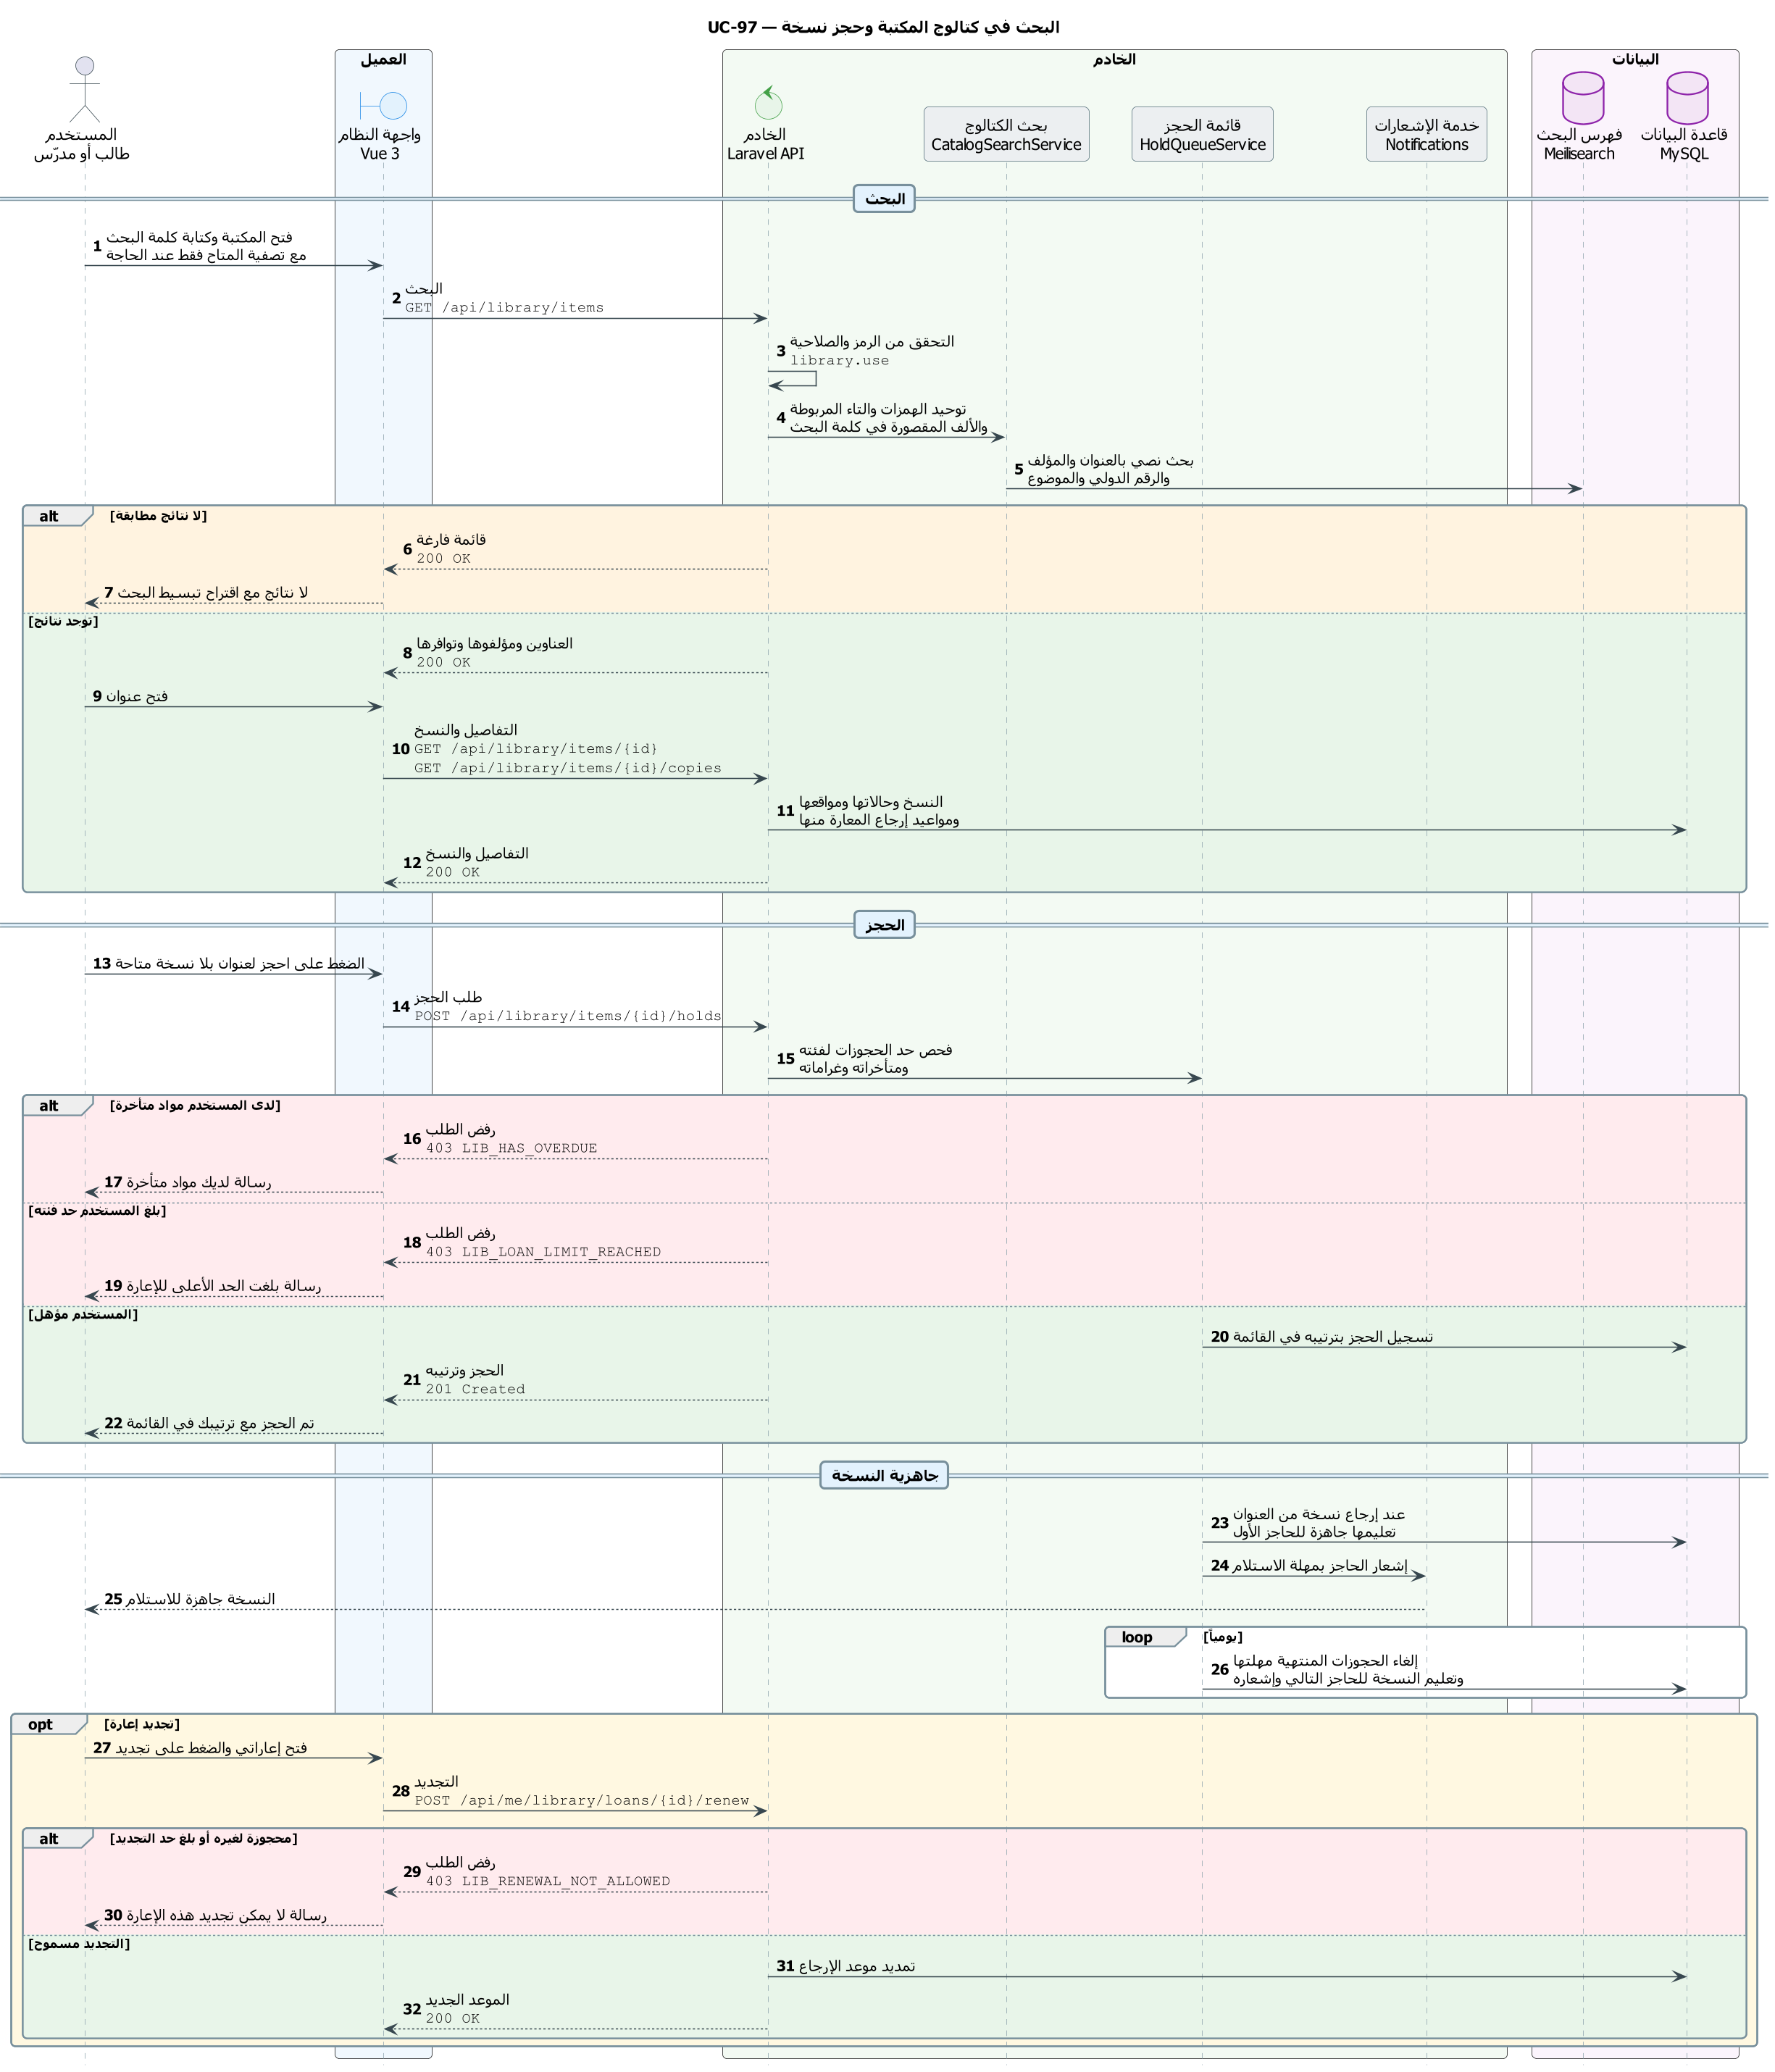 UC-97 — البحث في كتالوج المكتبة وحجز نسخة
العميل
الخادم
البيانات
المستخدم
طالب أو مدرّس
واجهة النظام
Vue 3
الخادم
Laravel API
بحث الكتالوج
CatalogSearchService
قائمة الحجز
HoldQueueService
خدمة الإشعارات
Notifications
فهرس البحث
Meilisearch
قاعدة البيانات
MySQL
البحث
1 فتح المكتبة وكتابة كلمة البحث
مع تصفية المتاح فقط عند الحاجة
2 البحث
GET /api/library/items
3 التحقق من الرمز والصلاحية
library.use
4 توحيد الهمزات والتاء المربوطة
والألف المقصورة في كلمة البحث
5 بحث نصي بالعنوان والمؤلف
والرقم الدولي والموضوع
alt [لا نتائج مطابقة]
6 قائمة فارغة
200 OK
7 لا نتائج مع اقتراح تبسيط البحث
[توجد نتائج]
8 العناوين ومؤلفوها وتوافرها
200 OK
9 فتح عنوان
10 التفاصيل والنسخ
GET /api/library/items/{id}
GET /api/library/items/{id}/copies
11 النسخ وحالاتها ومواقعها
ومواعيد إرجاع المعارة منها
12 التفاصيل والنسخ
200 OK
الحجز
13 الضغط على احجز لعنوان بلا نسخة متاحة
14 طلب الحجز
POST /api/library/items/{id}/holds
15 فحص حد الحجوزات لفئته
ومتأخراته وغراماته
alt [لدى المستخدم مواد متأخرة]
16 رفض الطلب
403 LIB_HAS_OVERDUE
17 رسالة لديك مواد متأخرة
[بلغ المستخدم حد فئته]
18 رفض الطلب
403 LIB_LOAN_LIMIT_REACHED
19 رسالة بلغت الحد الأعلى للإعارة
[المستخدم مؤهل]
20 تسجيل الحجز بترتيبه في القائمة
21 الحجز وترتيبه
201 Created
22 تم الحجز مع ترتيبك في القائمة
جاهزية النسخة
23 عند إرجاع نسخة من العنوان
تعليمها جاهزة للحاجز الأول
24 إشعار الحاجز بمهلة الاستلام
25 النسخة جاهزة للاستلام
loop [يومياً]
26 إلغاء الحجوزات المنتهية مهلتها
وتعليم النسخة للحاجز التالي وإشعاره
opt [تجديد إعارة]
27 فتح إعاراتي والضغط على تجديد
28 التجديد
POST /api/me/library/loans/{id}/renew
alt [محجوزة لغيره أو بلغ حد التجديد]
29 رفض الطلب
403 LIB_RENEWAL_NOT_ALLOWED
30 رسالة لا يمكن تجديد هذه الإعارة
[التجديد مسموح]
31 تمديد موعد الإرجاع
32 الموعد الجديد
200 OK